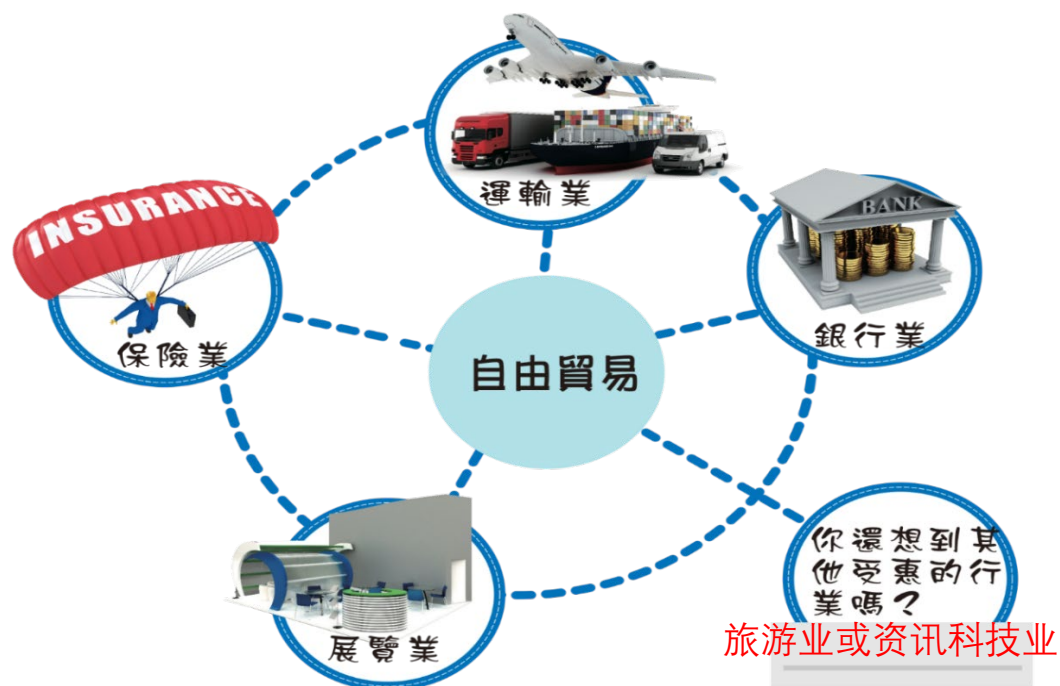 運輸業
BANK
銀行業
INSURANCE
保險業
自由貿易
展覽業
你還想到其
他受惠的行
業嗎？
旅游业或资讯科技业